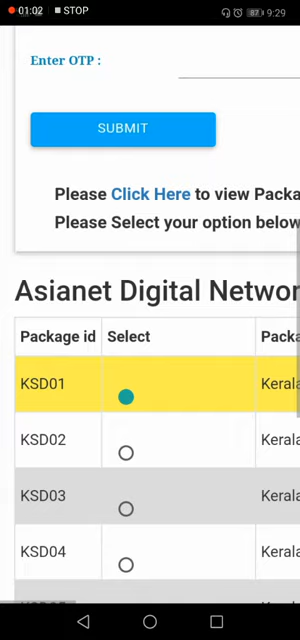 01:02 STOP 87 9:29
Enter OTP :
SUBMIT
Please Click Here to view Packa
Please Select your option below
Asianet Digital Networ
Package id Select Packa
KSD01 Kerala
KSD02 Kerala
KSD03 Kerala
KSD04 Kerala